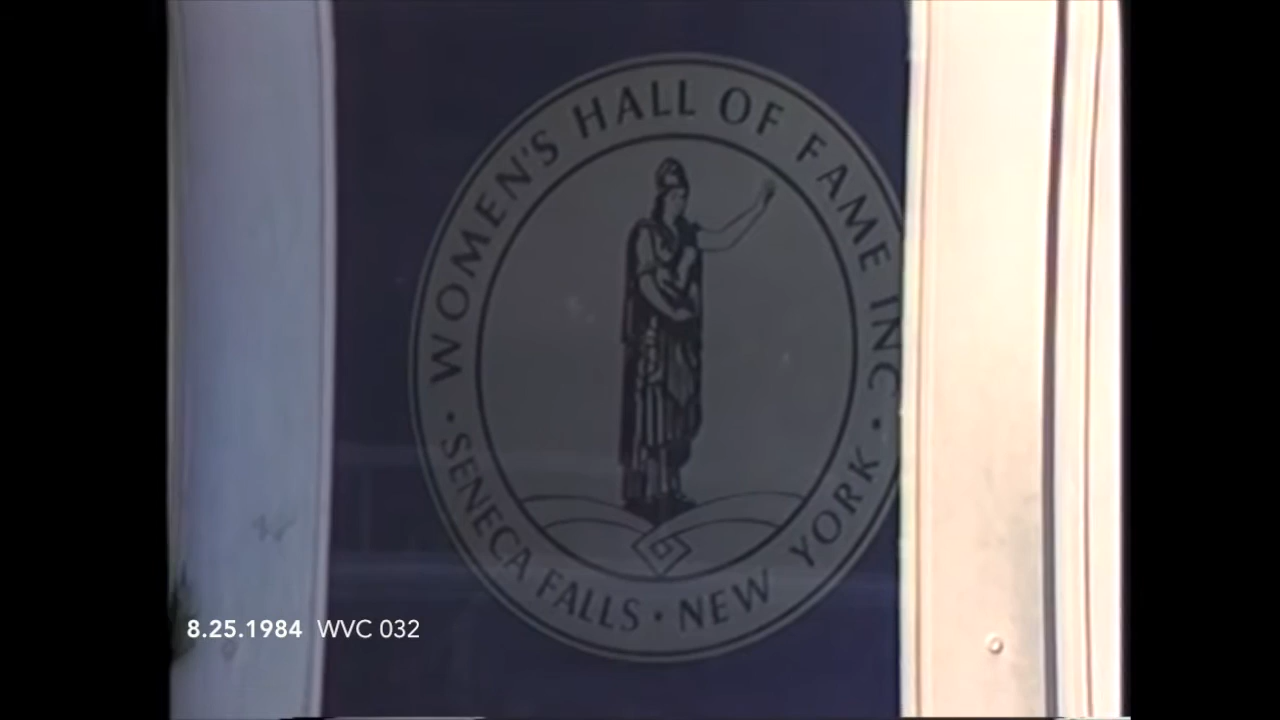 WOMEN'S HALL OF FAME INC
· SENECA FALLS · NEW YORK ·
8.25.1984 WVC 032